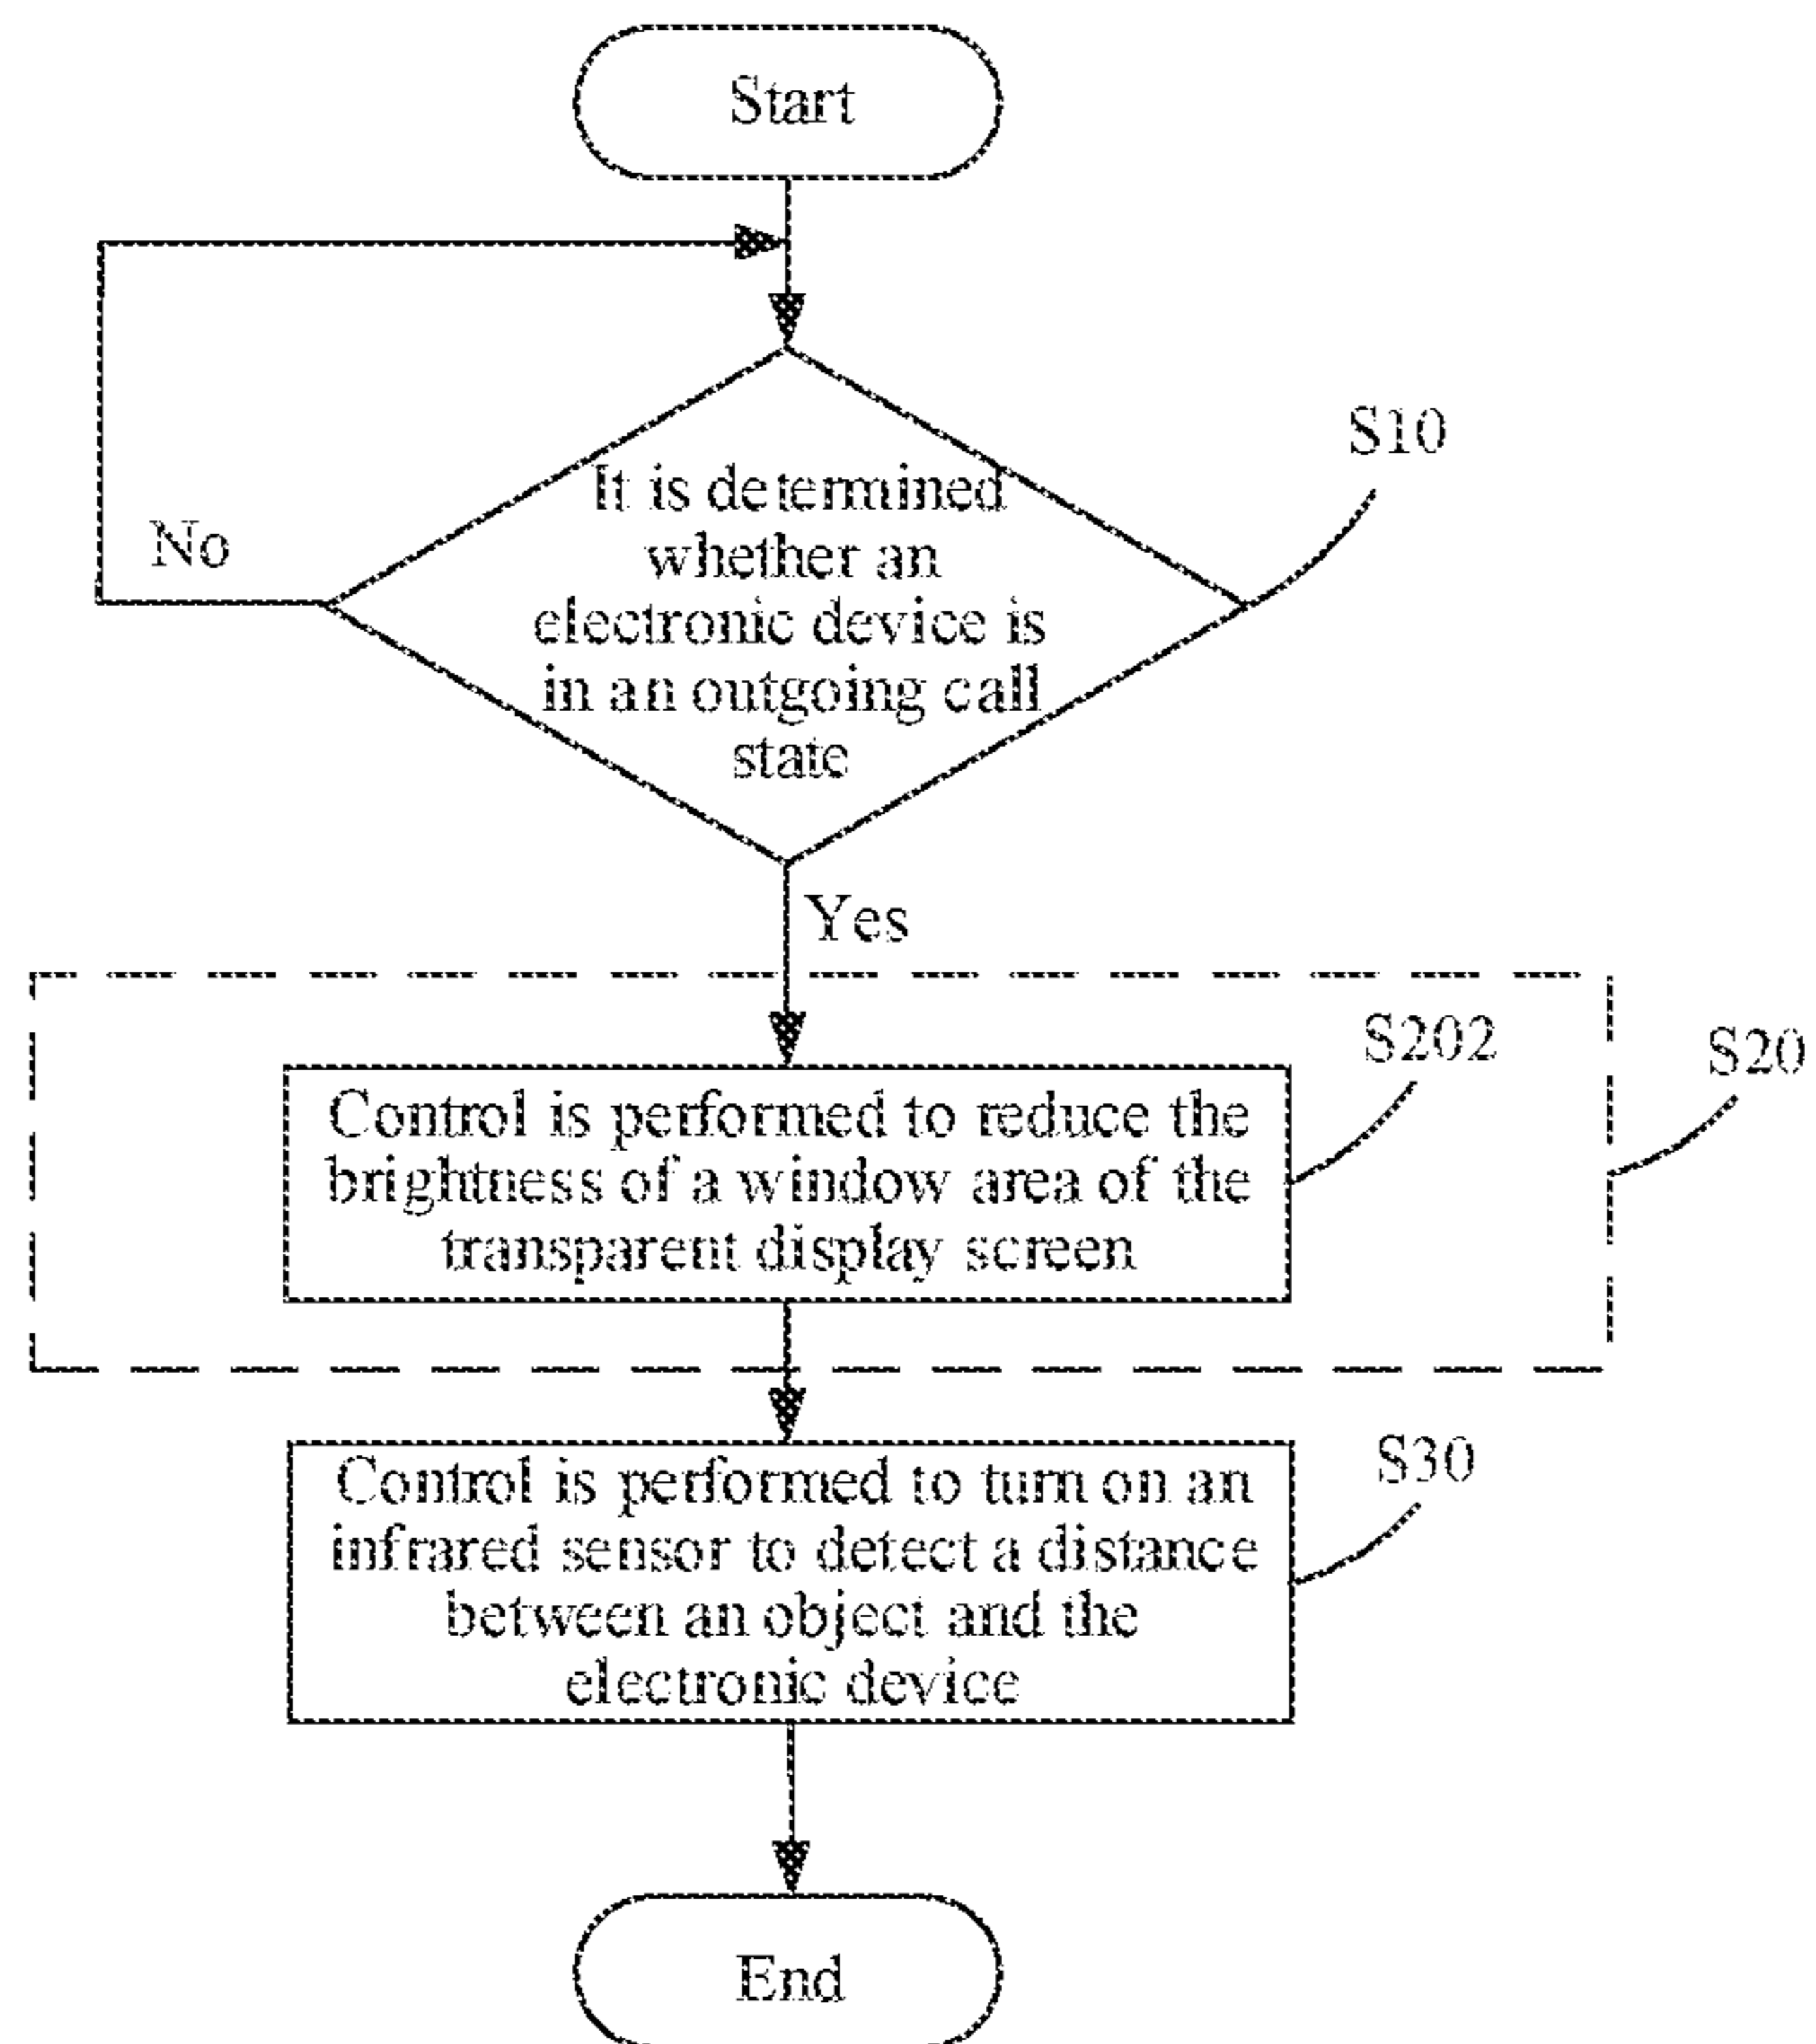 Start
It is determined
whether an
electronic device is
in an outgoing call
state
S10
No
Yes
S202
S20
Control is performed to reduce the
brightness of a window area of the
transparent display screen
S30
Control is performed to turn on an
infrared sensor to detect a distance
between an object and the
electronic device
End